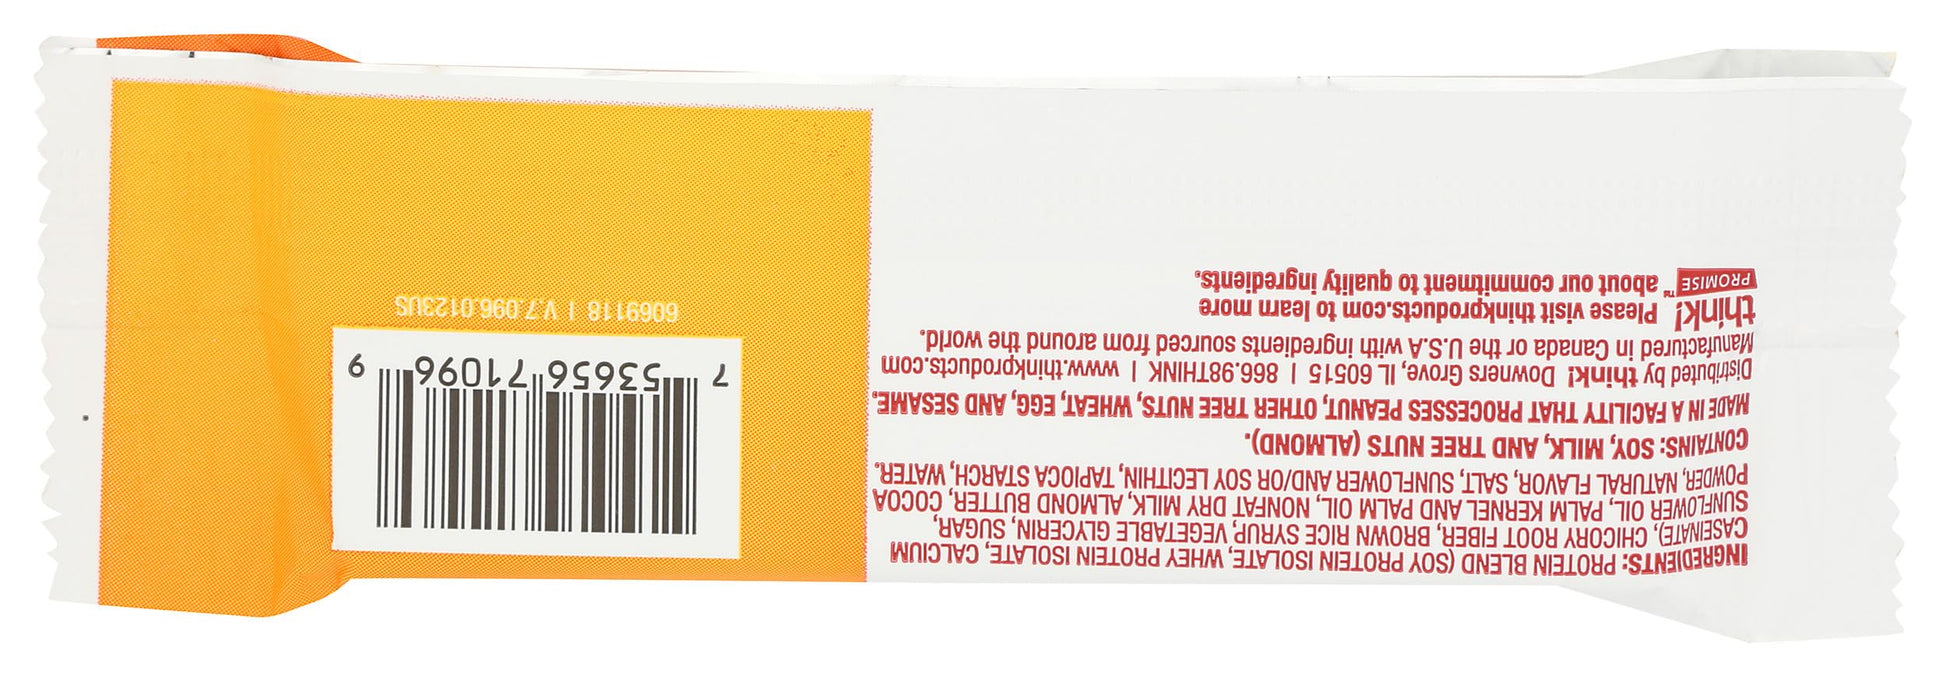 INGREDIENTS: PROTEIN BLEND (SOY PROTEIN ISOLATE, WHEY PROTEIN ISOLATE, CALCIUM
CASEINATE), CHICORY ROOT FIBER, BROWN RICE SYRUP, VEGETABLE GLYCERIN, SUGAR,
SUNFLOWER OIL, PALM KERNEL AND PALM OIL, NONFAT DRY MILK, ALMOND BUTTER, COCOA
POWDER, NATURAL FLAVOR, SALT, SUNFLOWER AND/OR SOY LECITHIN, TAPIOCA STARCH, WATER.
CONTAINS: SOY, MILK, AND TREE NUTS (ALMOND).
MADE IN A FACILITY THAT PROCESSES PEANUT, OTHER TREE NUTS, WHEAT, EGG, AND SESAME.
Distributed by think! Downers Grove, IL 60515 | 866.98THINK | www.thinkproducts.com
Manufactured in Canada or the U.S.A with ingredients sourced from around the world.
think!
PROMISE™
Please visit thinkproducts.com to learn more
about our commitment to quality ingredients.
7 53656 71096 9
6069118 | V.7.096.0123US